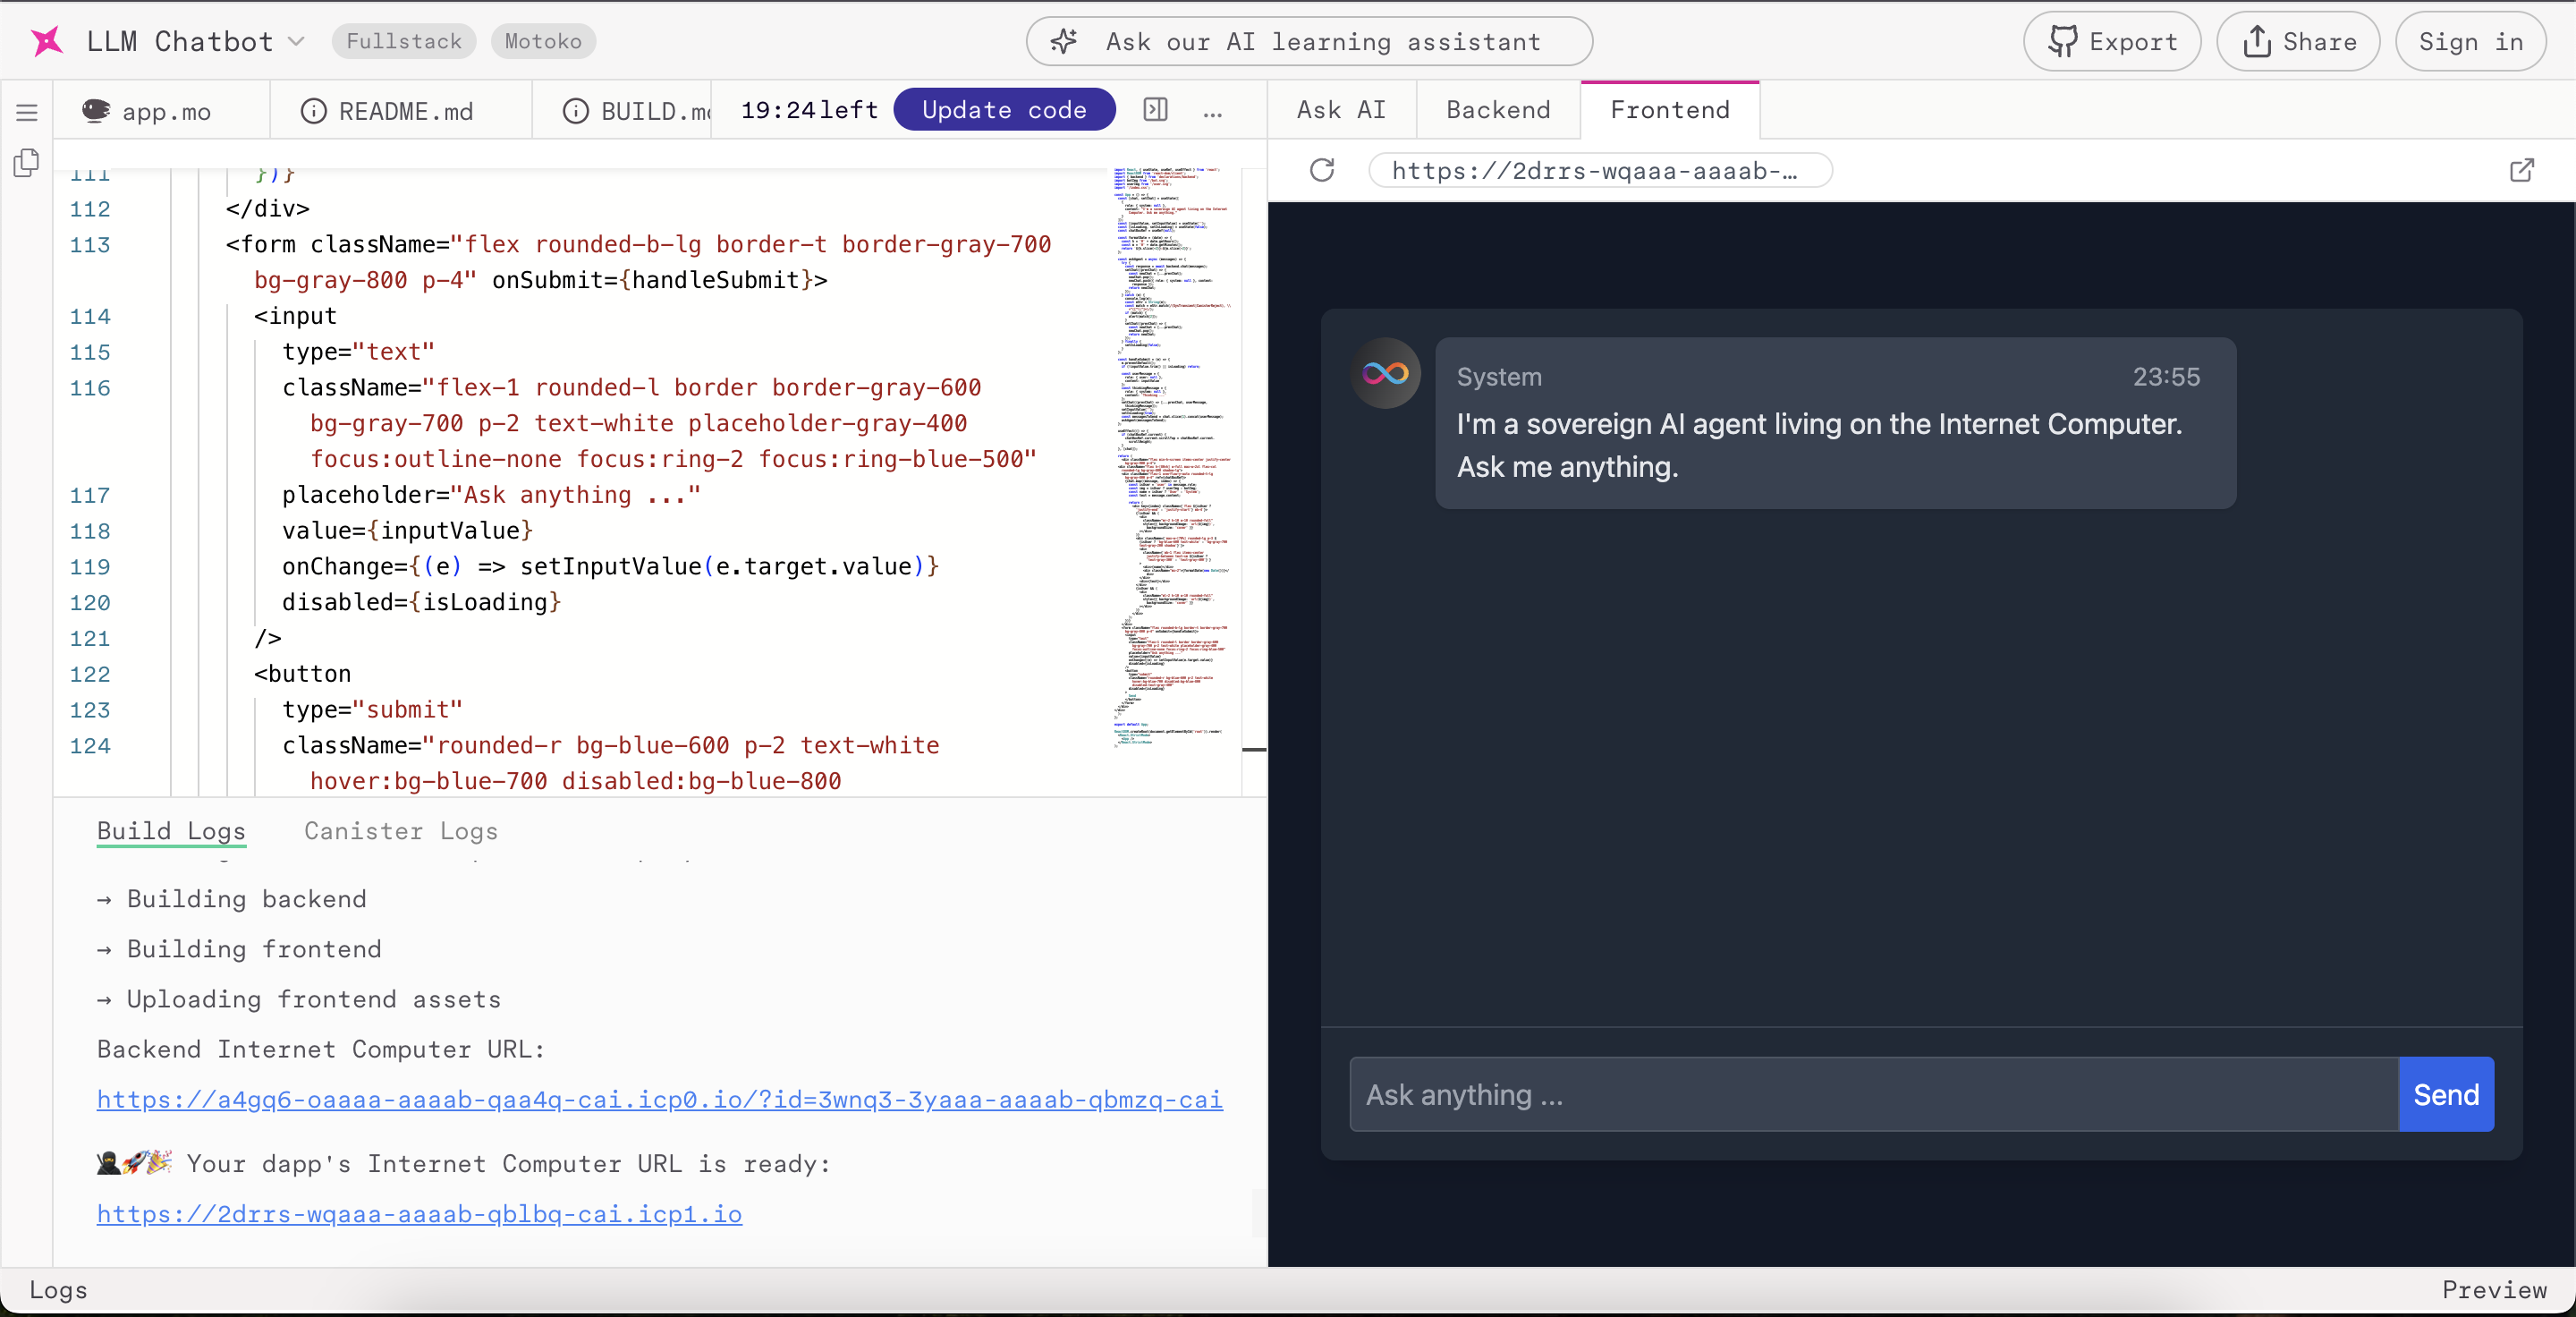 LLM Chatbot
Fullstack
Motoko
Ask our AI learning assistant
Export
Share
Sign in
app.mo
README.md
BUILD.md
19:24 left
Update code
...
Ask AI
Backend
Frontend
https://2drrs-wqaaa-aaaab-…
111 })}
112 </div>
113 <form className="flex rounded-b-lg border-t border-gray-700
bg-gray-800 p-4" onSubmit={handleSubmit}>
114 <input
115 type="text"
116 className="flex-1 rounded-l border border-gray-600
bg-gray-700 p-2 text-white placeholder-gray-400
focus:outline-none focus:ring-2 focus:ring-blue-500"
117 placeholder="Ask anything ..."
118 value={inputValue}
119 onChange={(e) => setInputValue(e.target.value)}
120 disabled={isLoading}
121 />
122 <button
123 type="submit"
124 className="rounded-r bg-blue-600 p-2 text-white
hover:bg-blue-700 disabled:bg-blue-800
Build Logs
Canister Logs
→ Building backend
→ Building frontend
→ Uploading frontend assets
Backend Internet Computer URL:
https://a4gq6-oaaaa-aaaab-qaa4q-cai.icp0.io/?id=3wnq3-3yaaa-aaaab-qbmzq-cai
🥷🚀🎉 Your dapp's Internet Computer URL is ready:
https://2drrs-wqaaa-aaaab-qblbq-cai.icp1.io
System
23:55
I'm a sovereign AI agent living on the Internet Computer.
Ask me anything.
Ask anything ...
Send
Logs
Preview